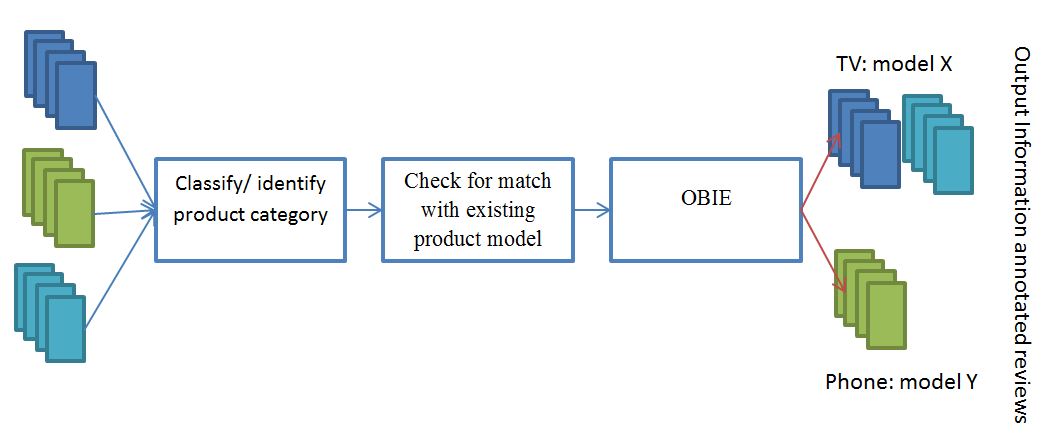 Classify/ identify
product category
Check for match
with existing
product model
OBIE
TV: model X
Phone: model Y
Output Information annotated reviews